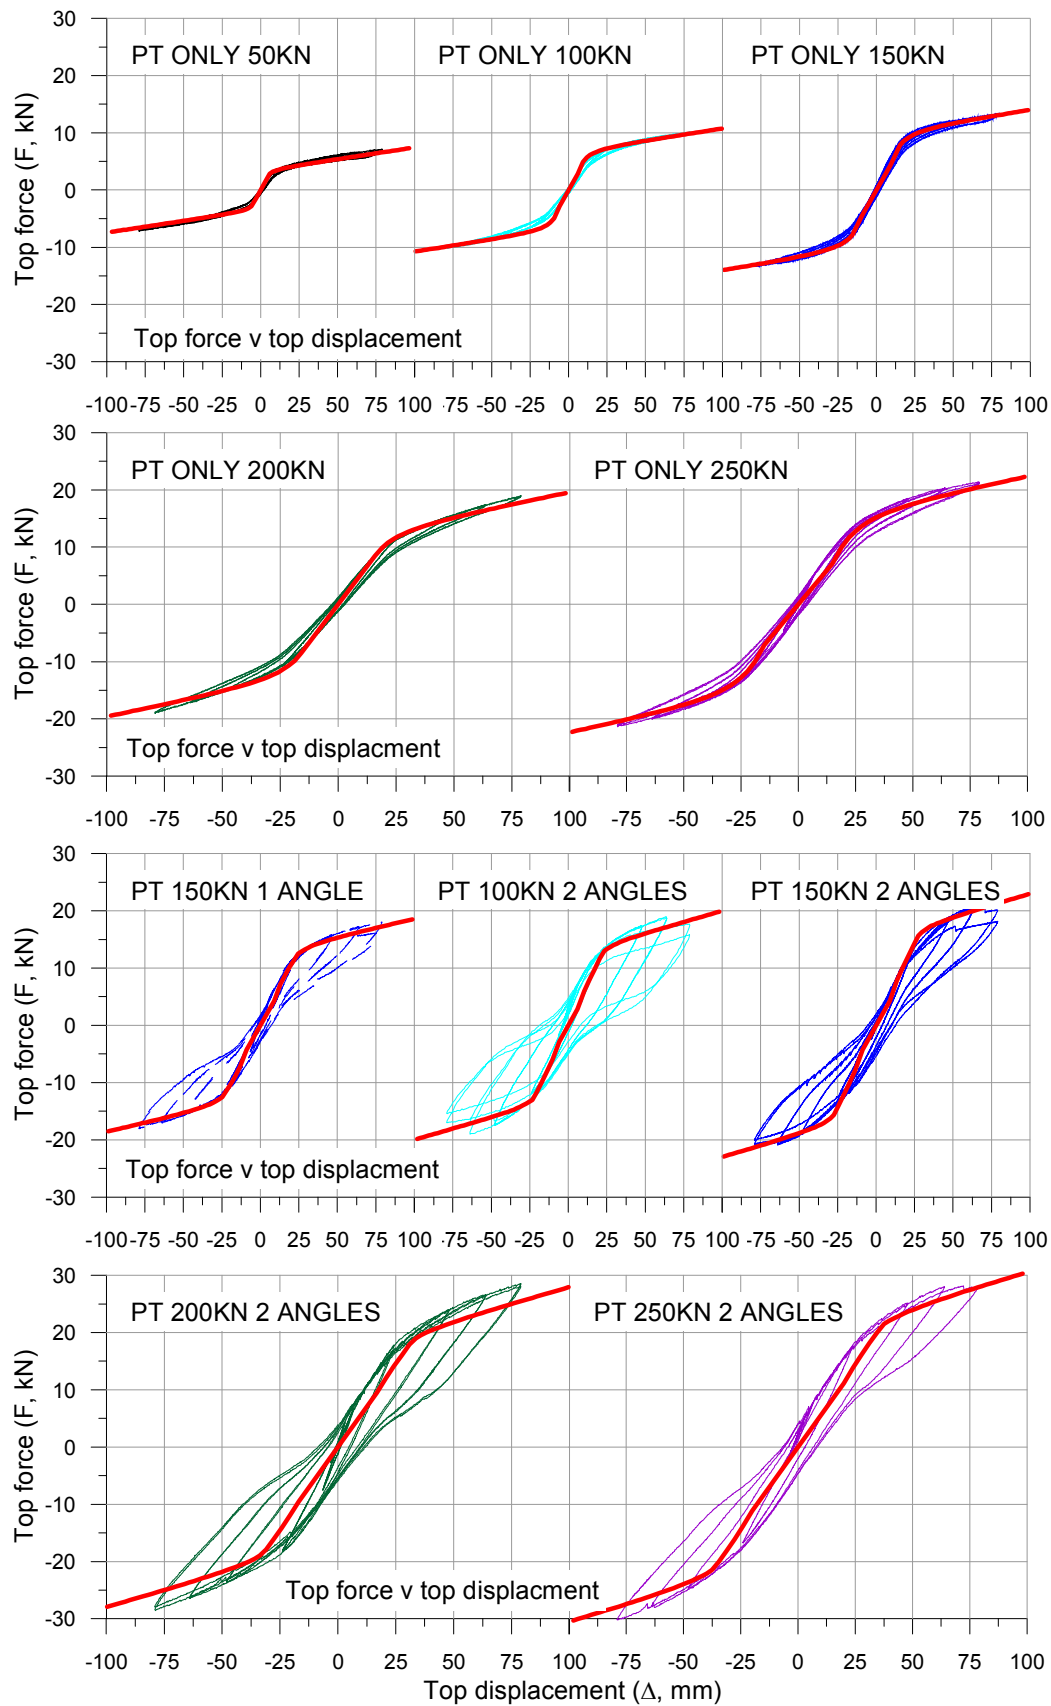 30
PT ONLY 50KN PT ONLY 100KN PT ONLY 150KN
20
10
0
-10
-20
Top force v top displacement
-30
Top force (F, kN)
-100 -75 -50 -25 0 25 50 75 100 -75 -50 -25 0 25 50 75 100 -75 -50 -25 0 25 50 75 100
30
PT ONLY 200KN PT ONLY 250KN
20
10
0
-10
-20
Top force v top displacment
-30
Top force (F, kN)
-100 -75 -50 -25 0 25 50 75 100 -75 -50 -25 0 25 50 75 100
30
PT 150KN 1 ANGLE PT 100KN 2 ANGLES PT 150KN 2 ANGLES
20
10
0
-10
-20
Top force v top displacment
-30
Top force (F, kN)
-100 -75 -50 -25 0 25 50 75 100 -75 -50 -25 0 25 50 75 100 -75 -50 -25 0 25 50 75 100
30
PT 200KN 2 ANGLES PT 250KN 2 ANGLES
20
10
0
-10
-20
Top force v top displacment
-30
Top force (F, kN)
-100 -75 -50 -25 0 25 50 75 100 -75 -50 -25 0 25 50 75 100
Top displacement (Δ, mm)